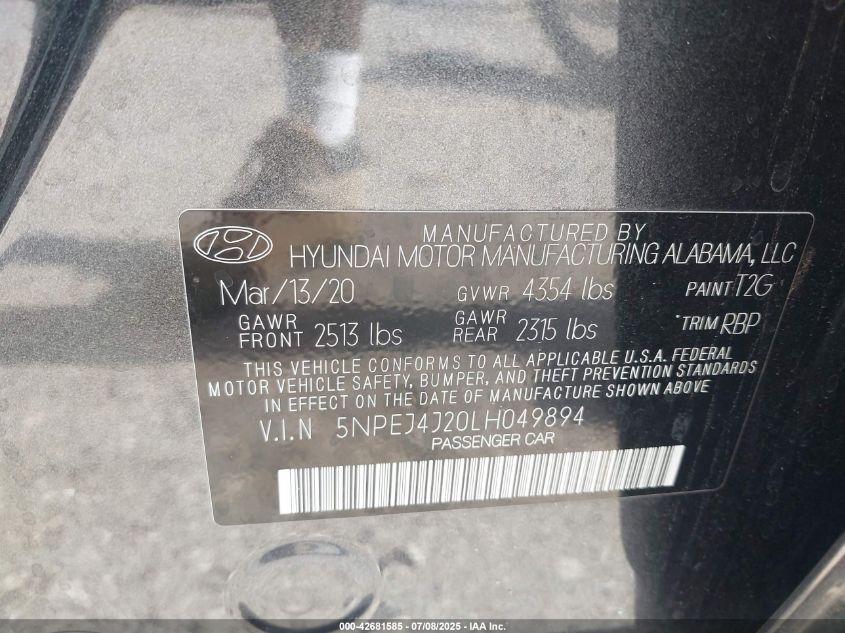 MANUFACTURED BY
HYUNDAI MOTOR MANUFACTURING ALABAMA, LLC
Mar/13/20 GVWR 4354 lbs PAINT T2G
GAWR FRONT 2513 lbs GAWR REAR 2315 lbs TRIM RBP
THIS VEHICLE CONFORMS TO ALL APPLICABLE U.S.A. FEDERAL
MOTOR VEHICLE SAFETY, BUMPER, AND THEFT PREVENTION STANDARDS
IN EFFECT ON THE DATE OF MANUFACTURE SHOWN ABOVE
V.I.N 5NPEJ4J20LH049894
PASSENGER CAR
000-42681585 - 07/08/2025 - IAA Inc.